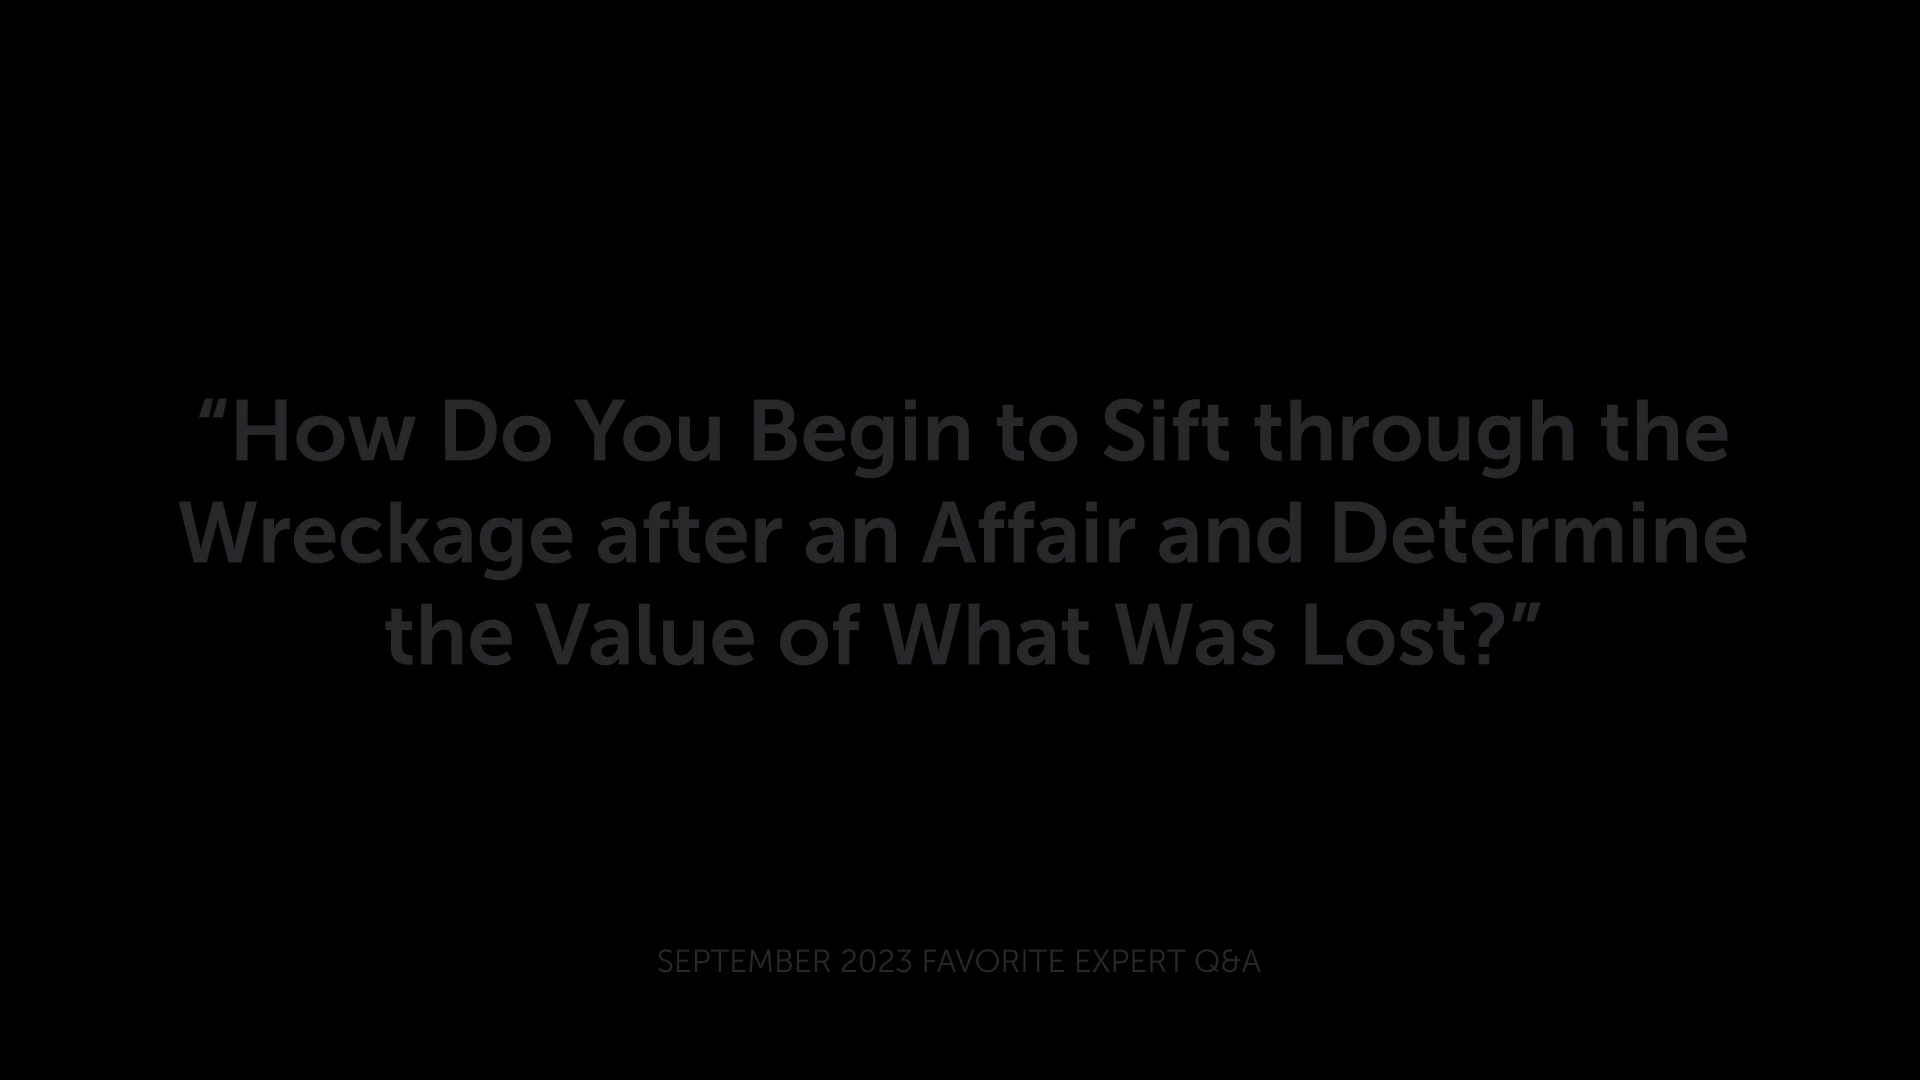 “How Do You Begin to Sift through the
Wreckage after an Affair and Determine
the Value of What Was Lost?”
SEPTEMBER 2023 FAVORITE EXPERT Q&A